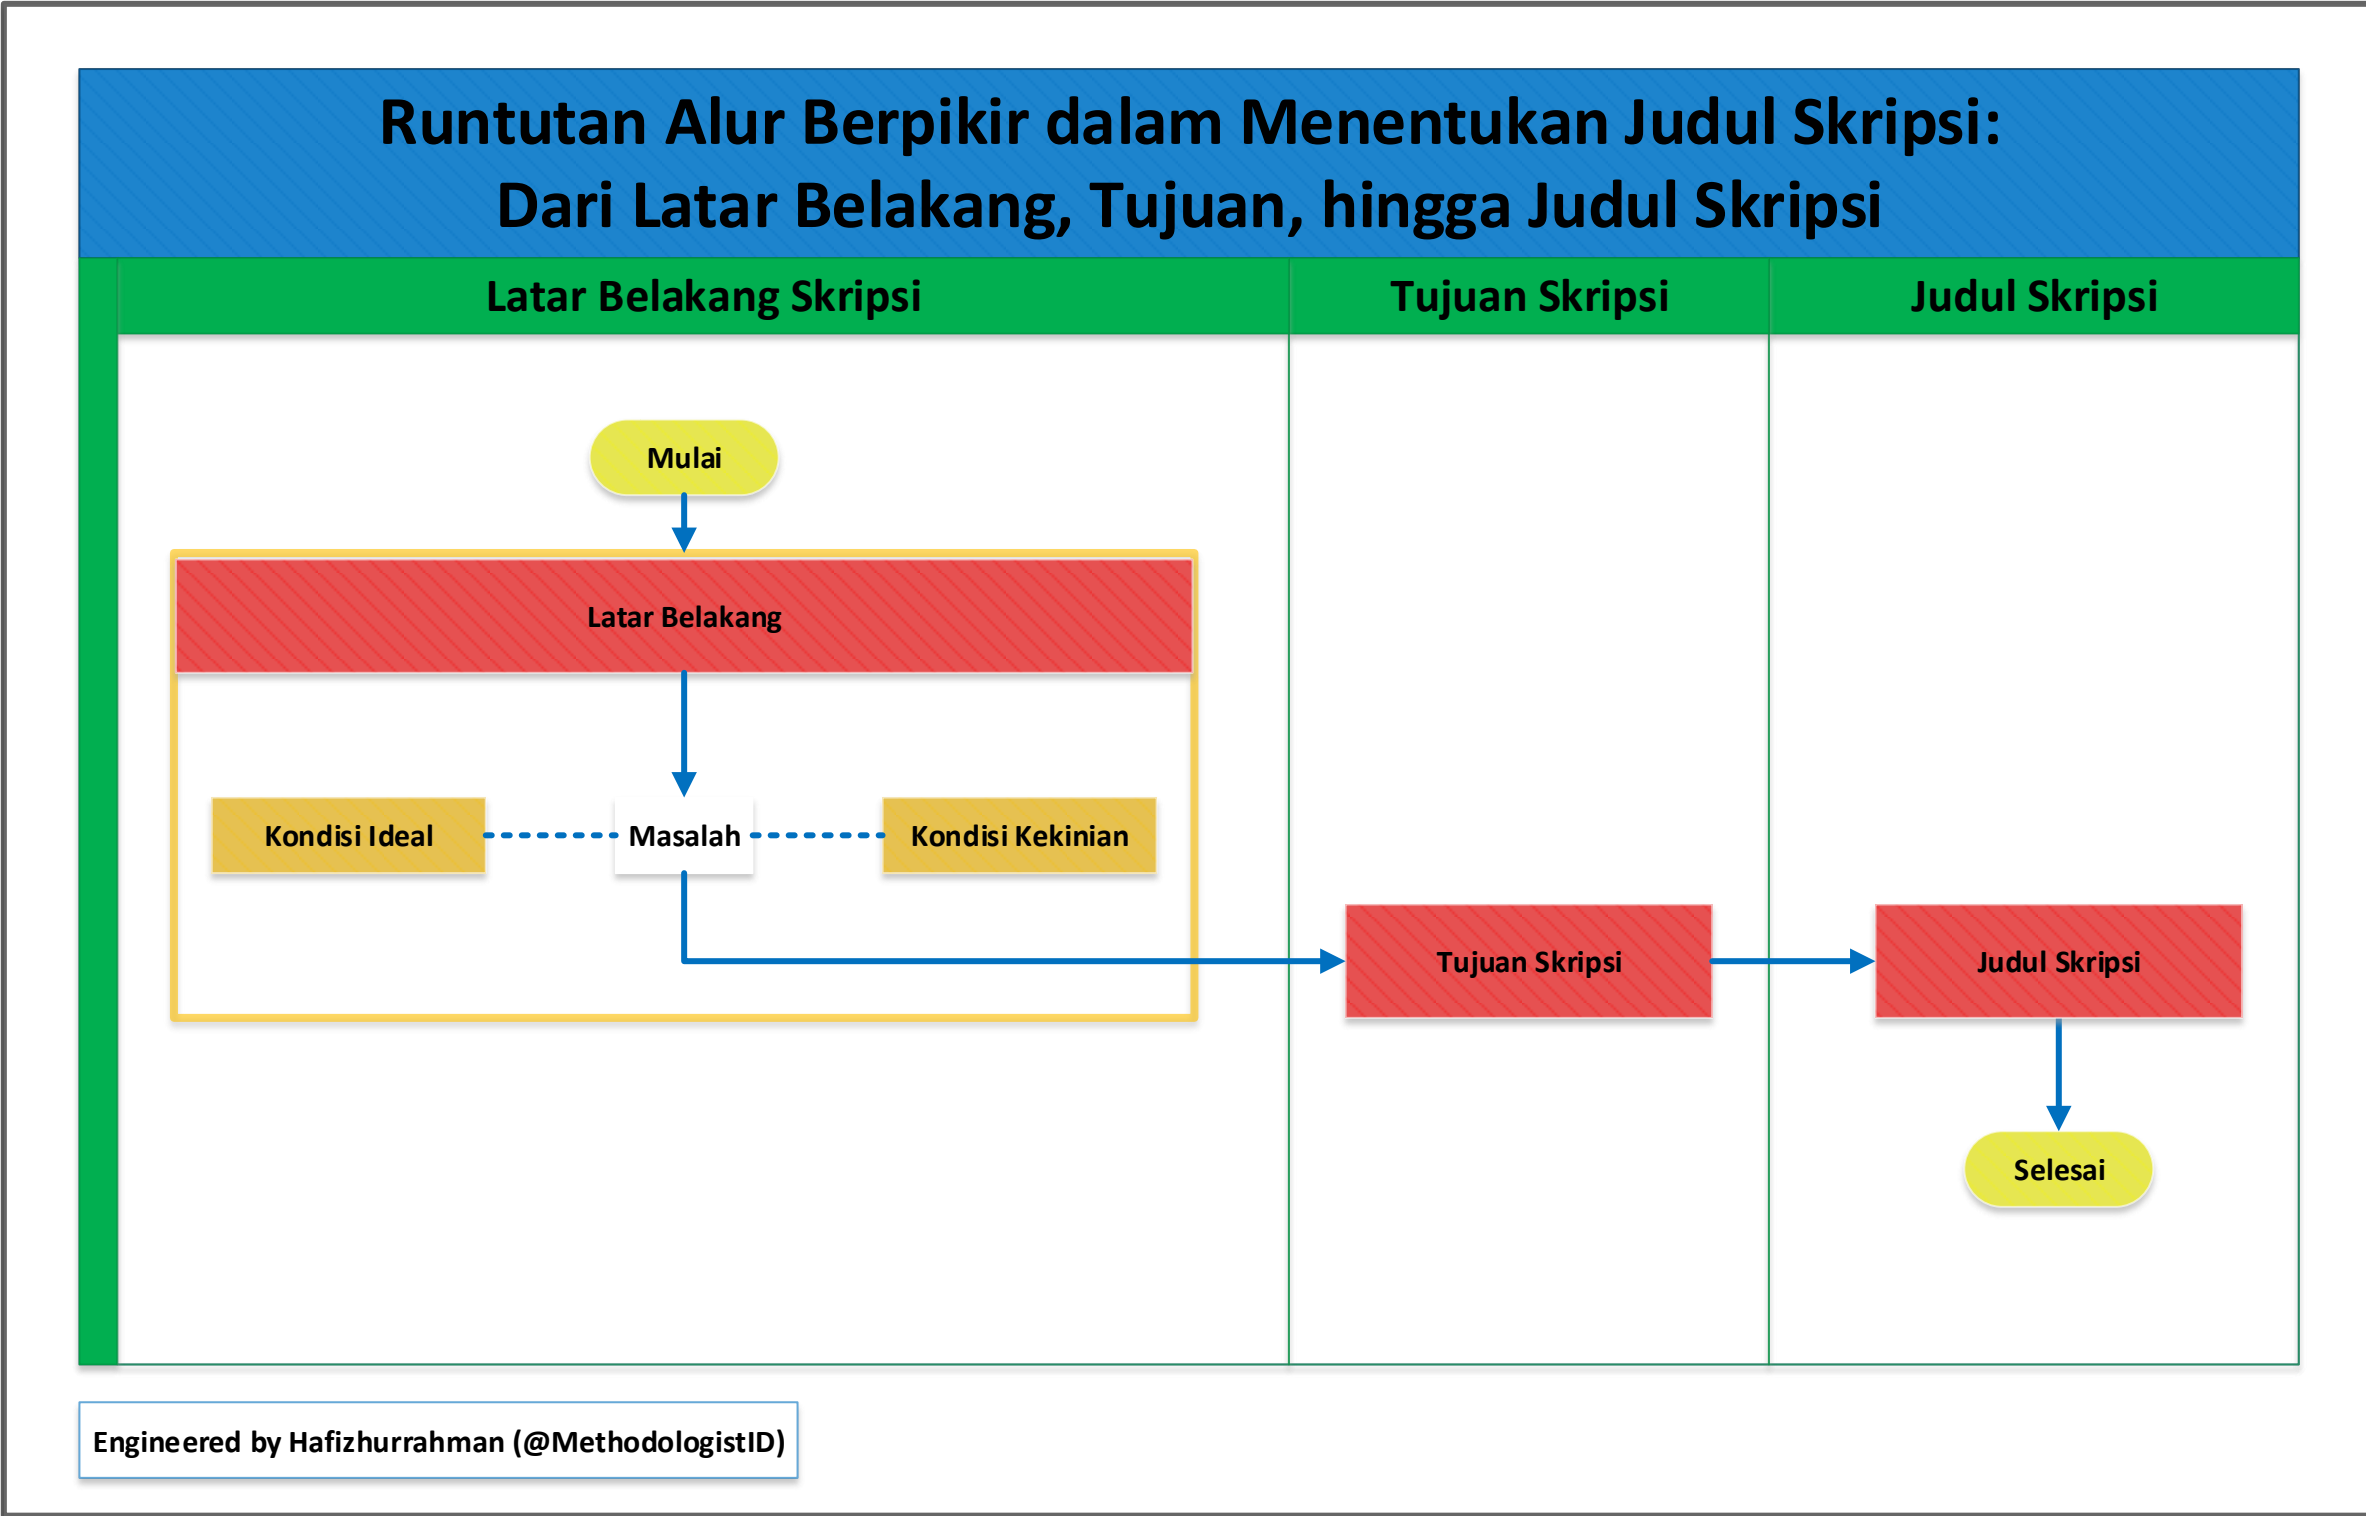 Runtutan Alur Berpikir dalam Menentukan Judul Skripsi:
Dari Latar Belakang, Tujuan, hingga Judul Skripsi
Latar Belakang Skripsi
Tujuan Skripsi
Judul Skripsi
Mulai
Latar Belakang
Kondisi Ideal
Masalah
Kondisi Kekinian
Tujuan Skripsi
Judul Skripsi
Selesai
Engineered by Hafizhurrahman (@MethodologistID)